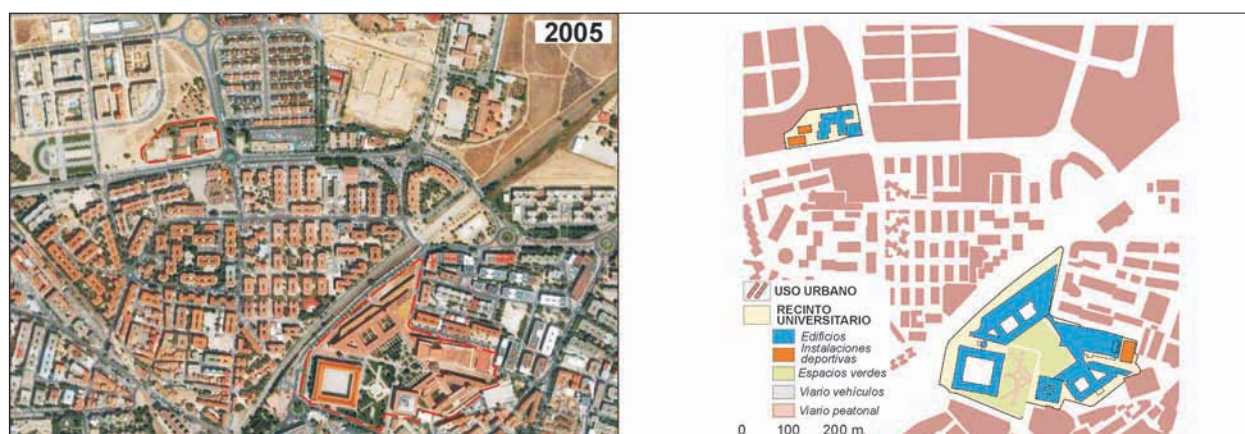 2005
USO URBANO
RECINTO
UNIVERSITARIO
Edificios
Instalaciones
deportivas
Espacios verdes
Viario vehículos
Viario peatonal
0 100 200 m.